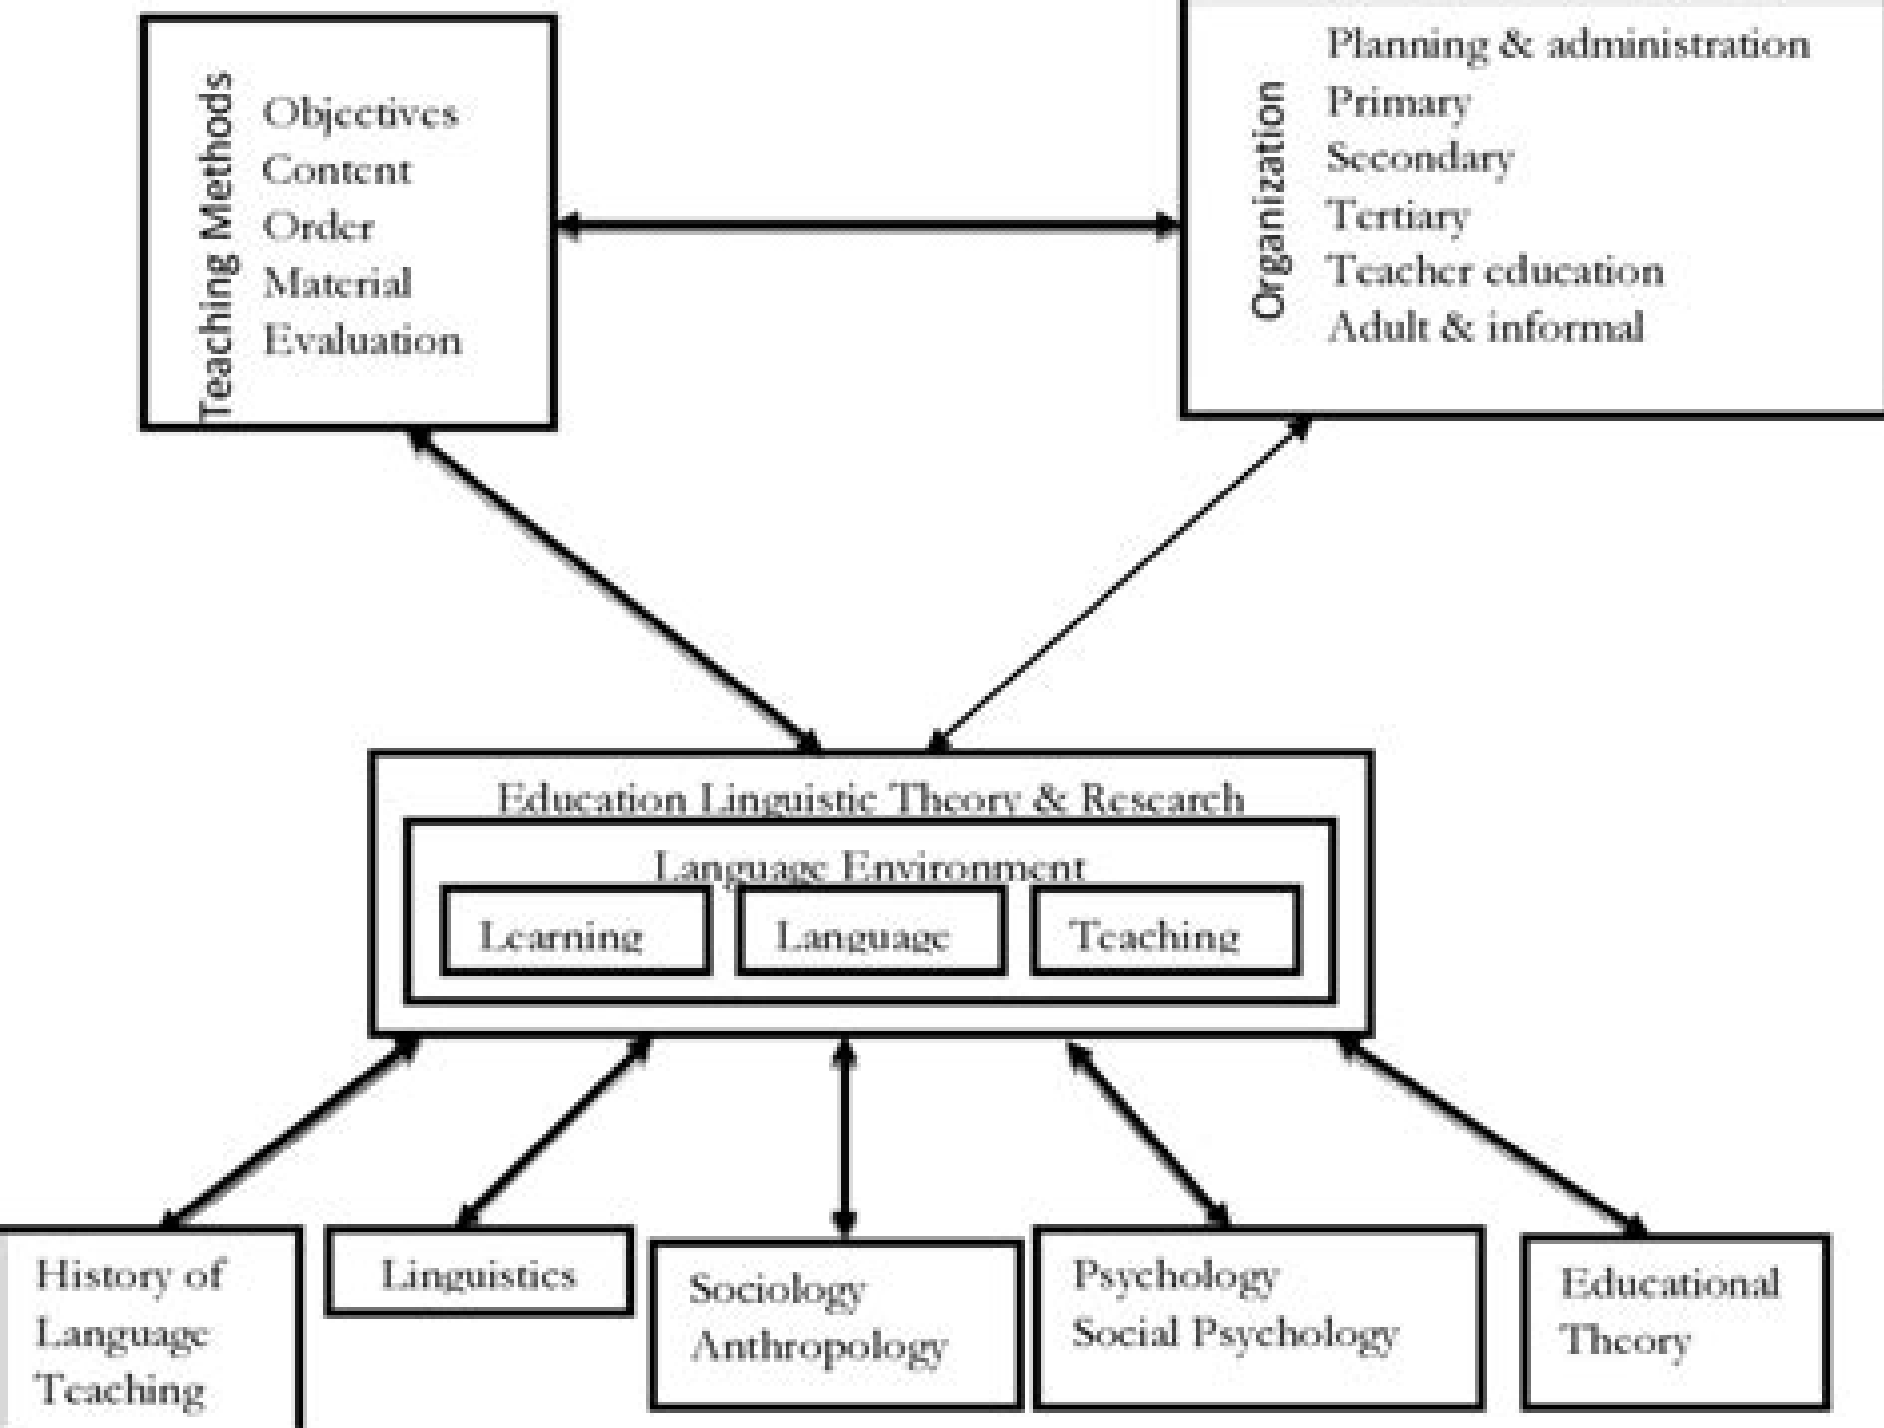 Teaching Methods
Objectives
Content
Order
Material
Evaluation
Organization
Planning & administration
Primary
Secondary
Tertiary
Teacher education
Adult & informal
Education Linguistic Theory & Research
Language Environment
Learning
Language
Teaching
History of
Language
Teaching
Linguistics
Sociology
Anthropology
Psychology
Social Psychology
Educational
Theory